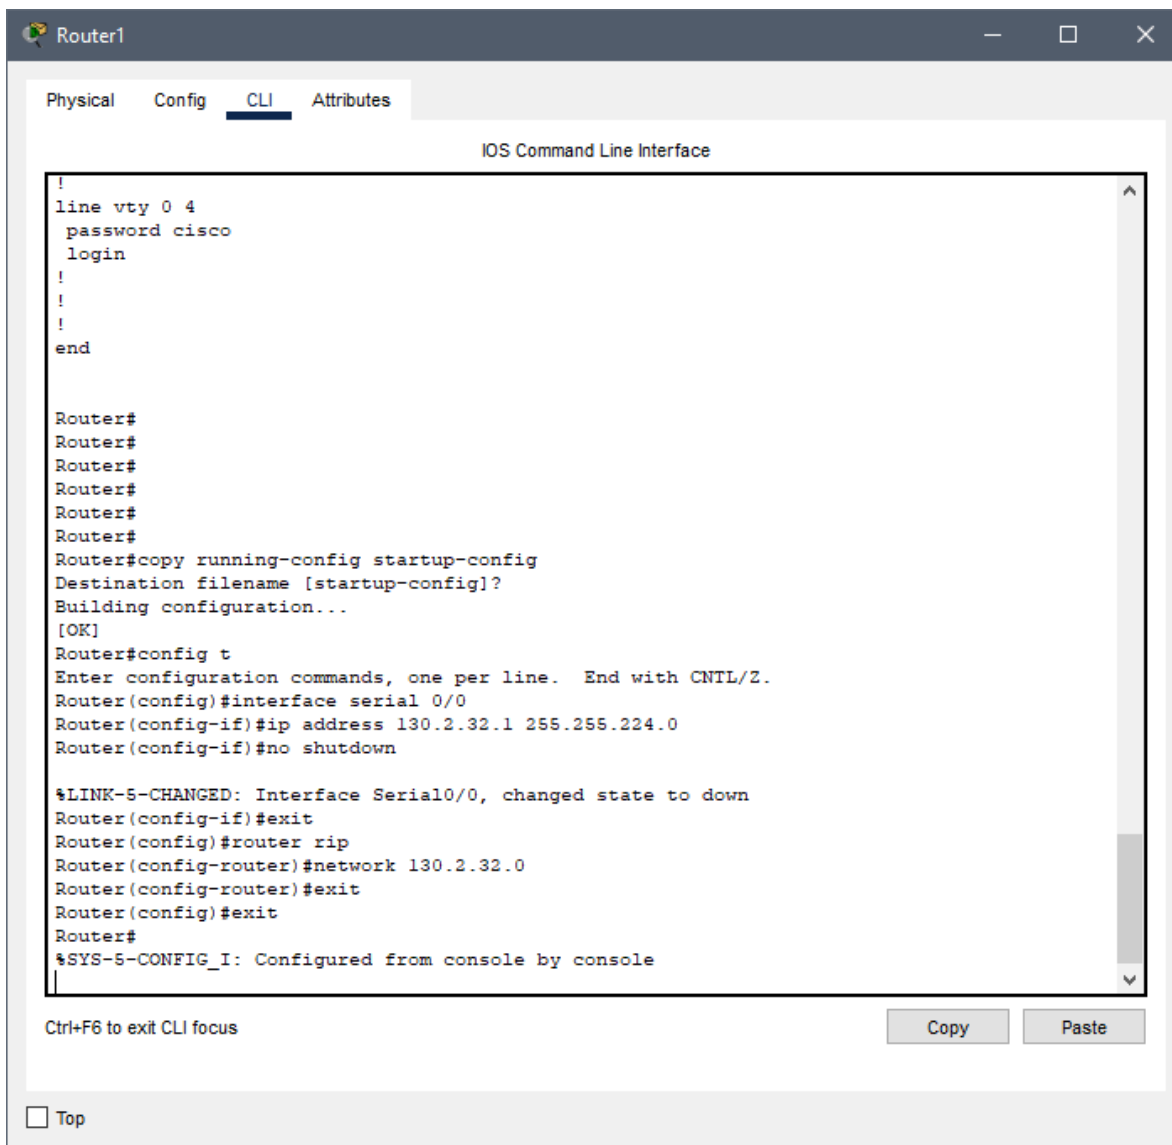 Router1
Physical Config CLI Attributes
IOS Command Line Interface
!
line vty 0 4
 password cisco
 login
!
!
!
end
Router#
Router#
Router#
Router#
Router#
Router#
Router#copy running-config startup-config
Destination filename [startup-config]?
Building configuration...
[OK]
Router#config t
Enter configuration commands, one per line.  End with CNTL/Z.
Router(config)#interface serial 0/0
Router(config-if)#ip address 130.2.32.1 255.255.224.0
Router(config-if)#no shutdown
%LINK-5-CHANGED: Interface Serial0/0, changed state to down
Router(config-if)#exit
Router(config)#router rip
Router(config-router)#network 130.2.32.0
Router(config-router)#exit
Router(config)#exit
Router#
%SYS-5-CONFIG_I: Configured from console by console
Ctrl+F6 to exit CLI focus
Copy Paste
Top